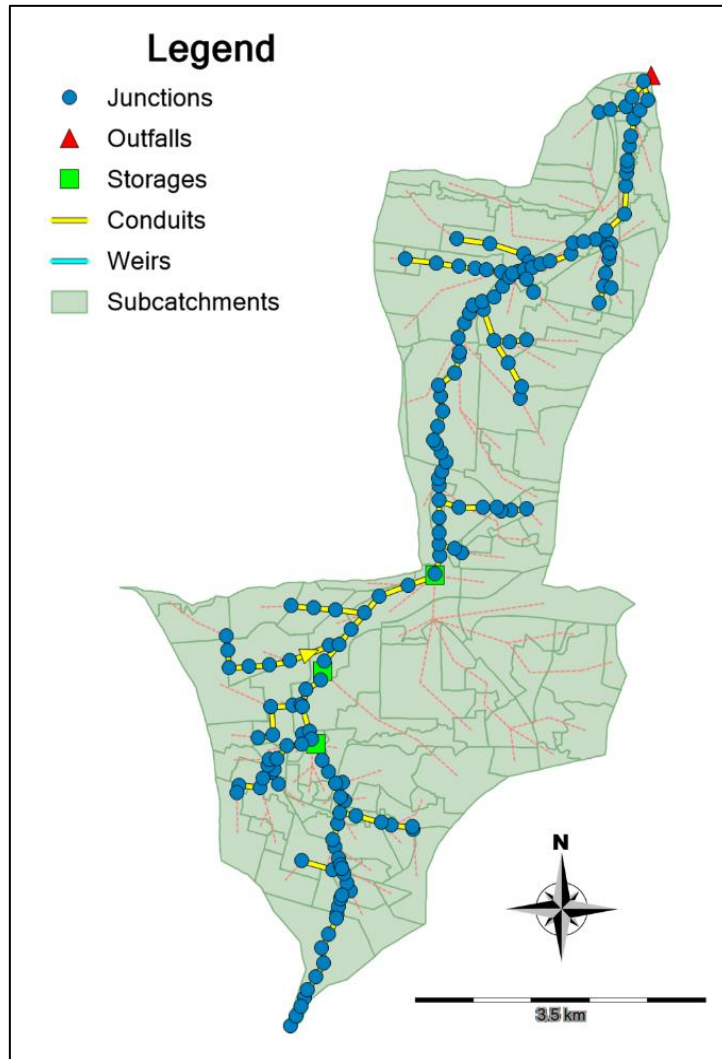 Legend
Junctions
Outfalls
Storages
Conduits
Weirs
Subcatchments
N
3.5 km